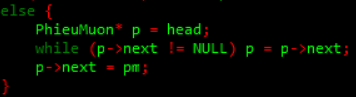 else {
PhieuMuon* p = head;
while (p->next != NULL) p = p->next;
p->next = pm;
}